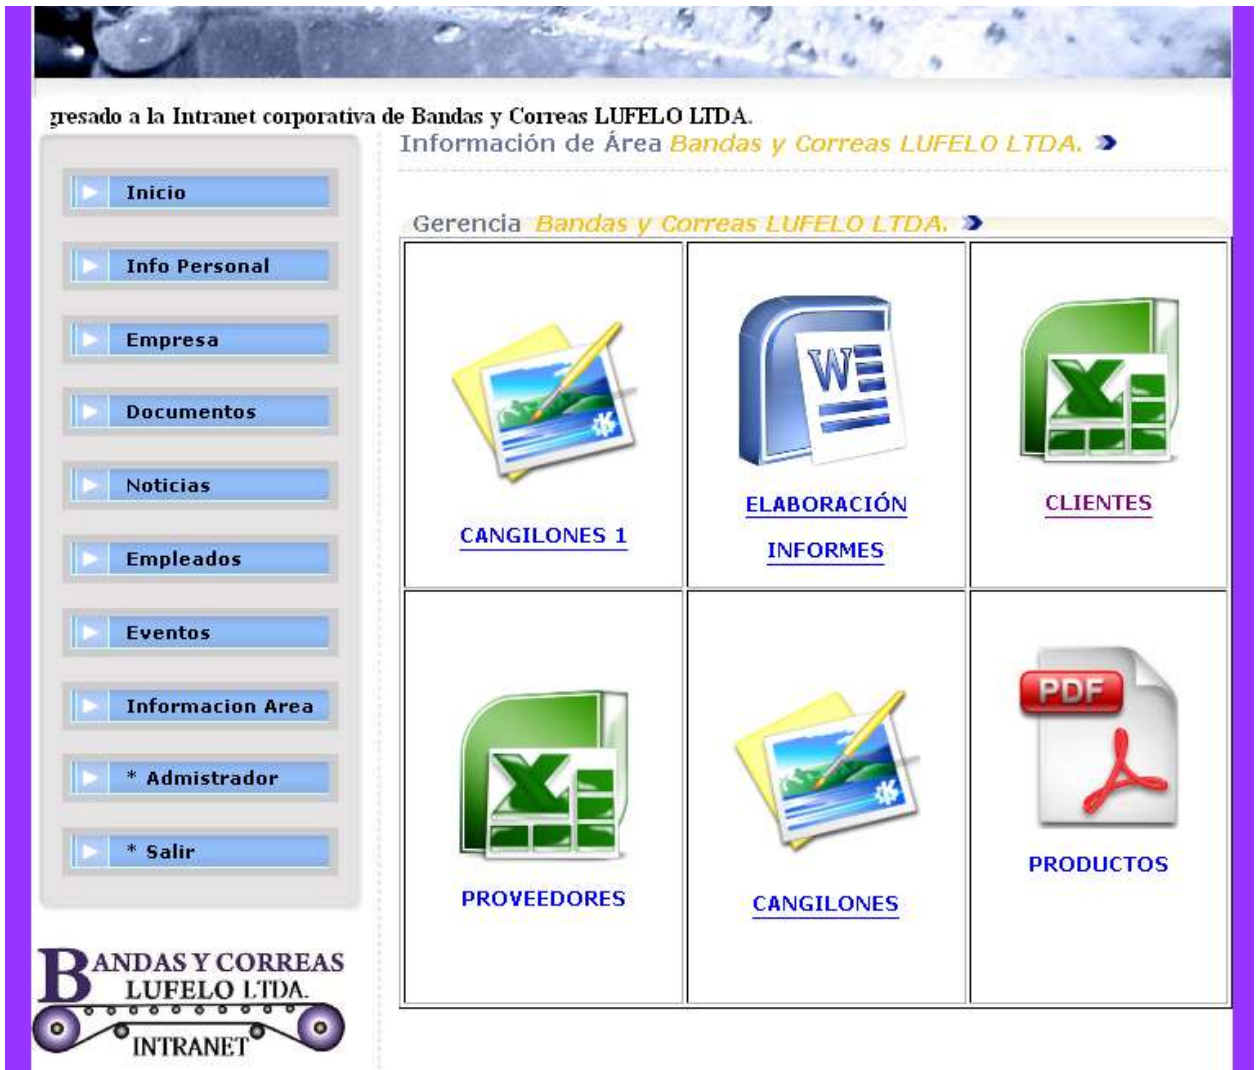 gresado a la Intranet corporativa de Bandas y Correas LUFELO LTDA.
Información de Área Bandas y Correas LUFELO LTDA.
Inicio
Info Personal
Empresa
Documentos
Noticias
Empleados
Eventos
Informacion Area
* Admistrador
* Salir
BANDAS Y CORREAS
LUFELO LTDA.
INTRANET
Gerencia Bandas y Correas LUFELO LTDA.
CANGILONES 1
W
ELABORACIÓN
INFORMES
X
CLIENTES
X
PROVEEDORES
CANGILONES
PDF
PRODUCTOS